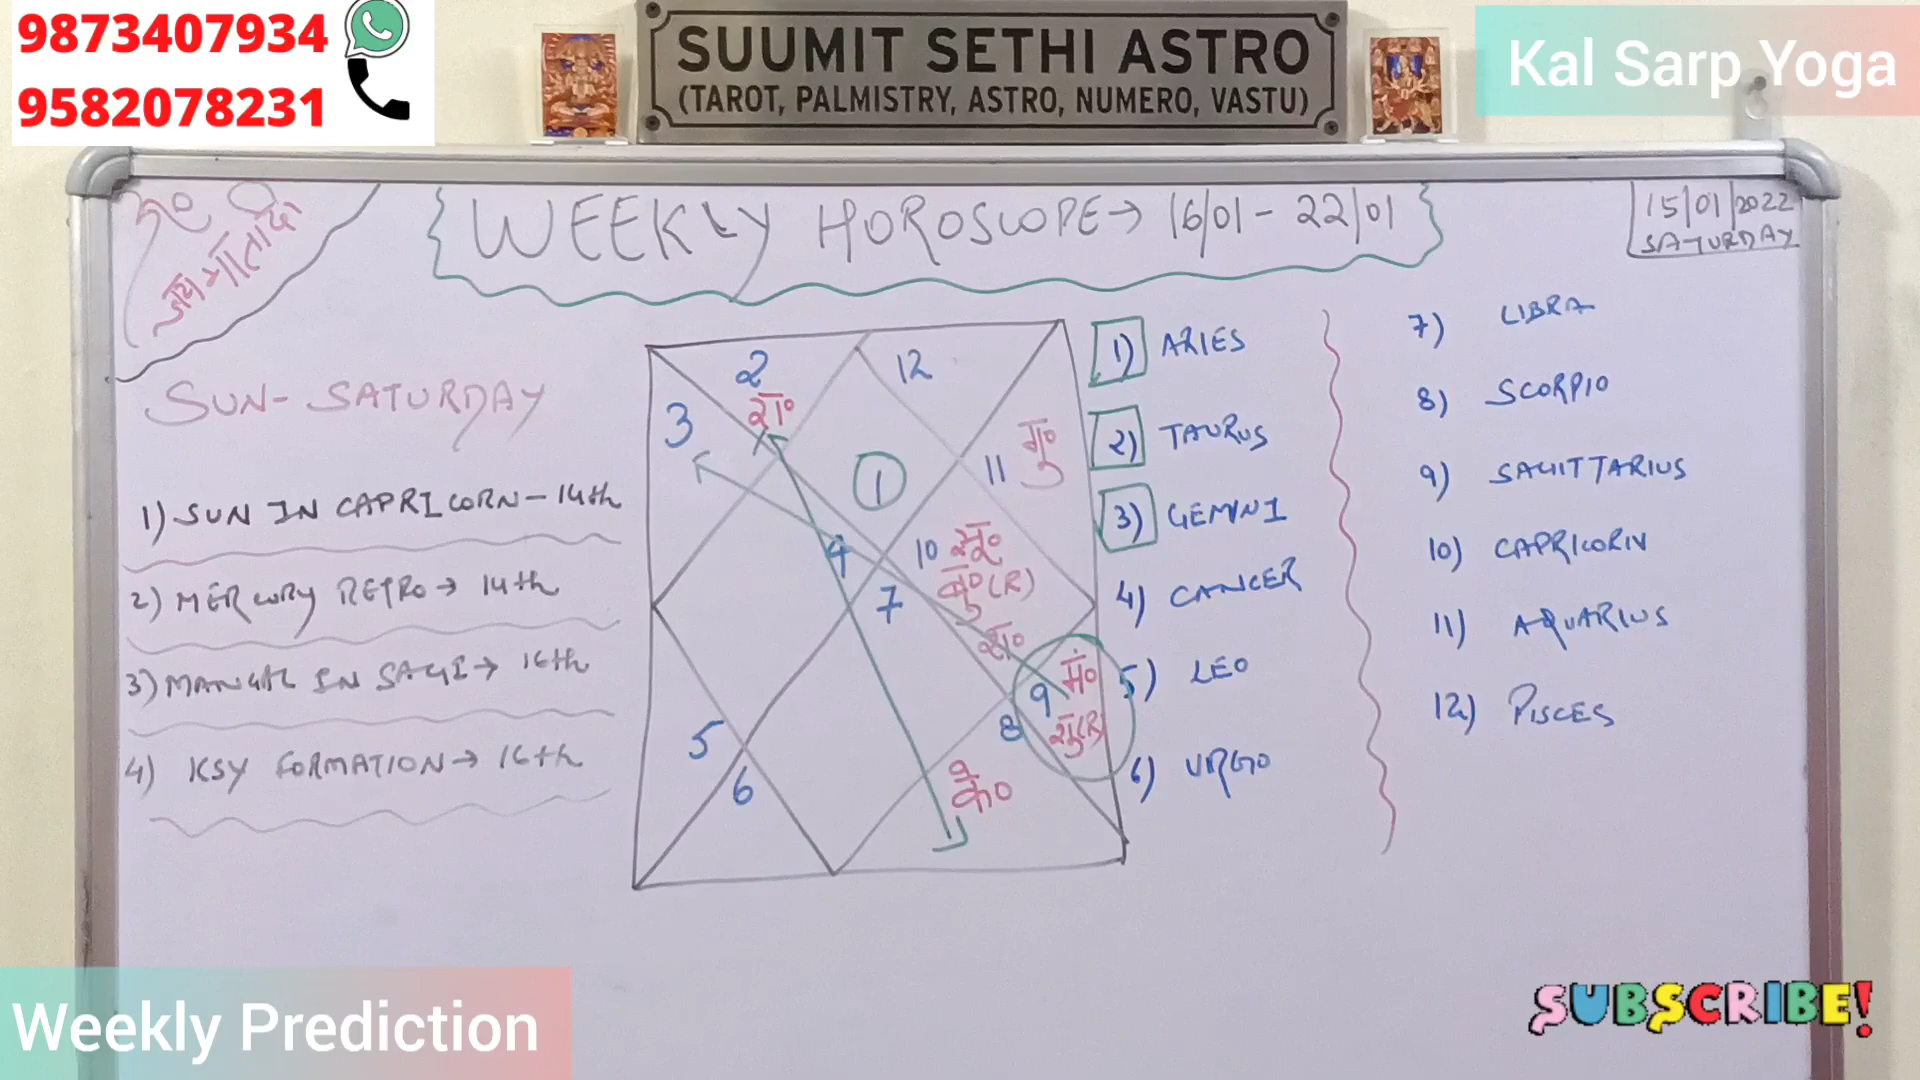 9873407934
9582078231
SUUMIT SETHI ASTRO
(TAROT, PALMISTRY, ASTRO, NUMERO, VASTU)
Kal Sarp Yoga
जय माता दी
WEEKLY HOROSCOPE→ 16/01 - 22/01
15/01/2022
SATURDAY
SUN- SATURDAY
1) SUN IN CAPRICORN - 14th
2) MERCURY RETRO → 14th
3) MANGAL IN SAGI → 16th
4) KSY FORMATION → 16th
2
रा०
12
3
1
11 गु०
4
10 सू०
बु०(R)
7
श०
9 मं०
शु(R)
8
5
6
के०
1) ARIES
2) TAURUS
3) GEMINI
4) CANCER
5) LEO
6) VIRGO
7) LIBRA
8) SCORPIO
9) SAGITTARIUS
10) CAPRICORN
11) AQUARIUS
12) PISCES
Weekly Prediction
SUBSCRIBE!